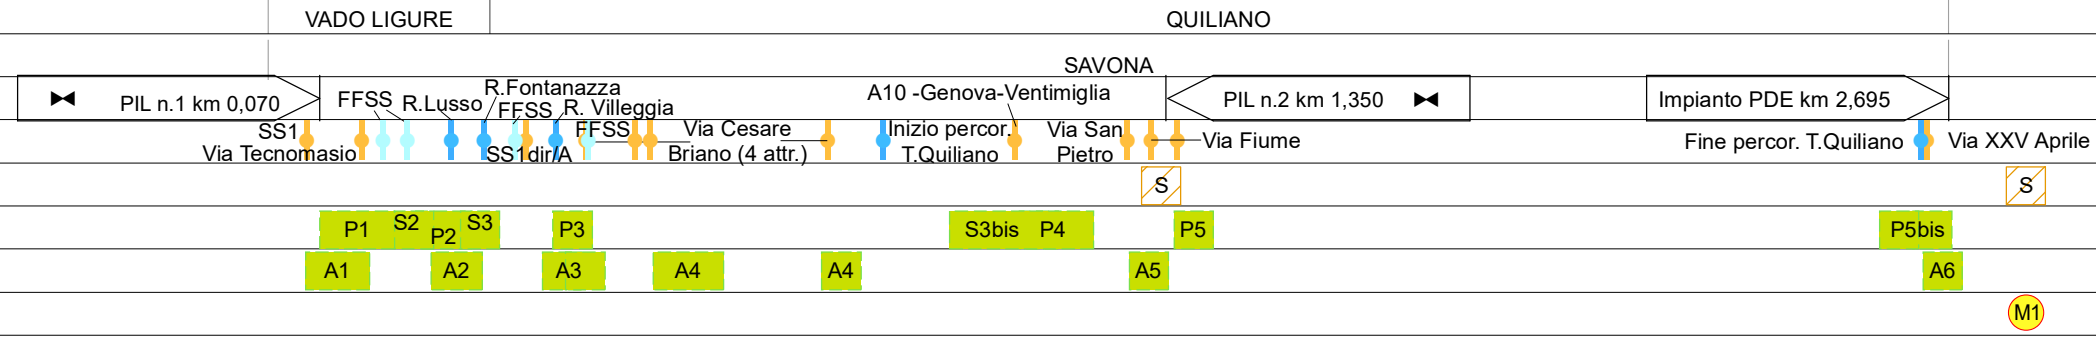 VADO LIGURE
QUILIANO
SAVONA
PIL n.1 km 0,070
FFSS
R.Lusso
R.Fontanazza
FFSS
R. Villeggia
A10 -Genova-Ventimiglia
PIL n.2 km 1,350
Impianto PDE km 2,695
SS1
Via Tecnomasio
SS1dir/A
FFSS
Via Cesare
Briano (4 attr.)
Inizio percor.
T.Quiliano
Via San
Pietro
Via Fiume
Fine percor. T.Quiliano
Via XXV Aprile
S
S
P1
S2
P2
S3
P3
S3bis
P4
P5
P5bis
A1
A2
A3
A4
A4
A5
A6
M1